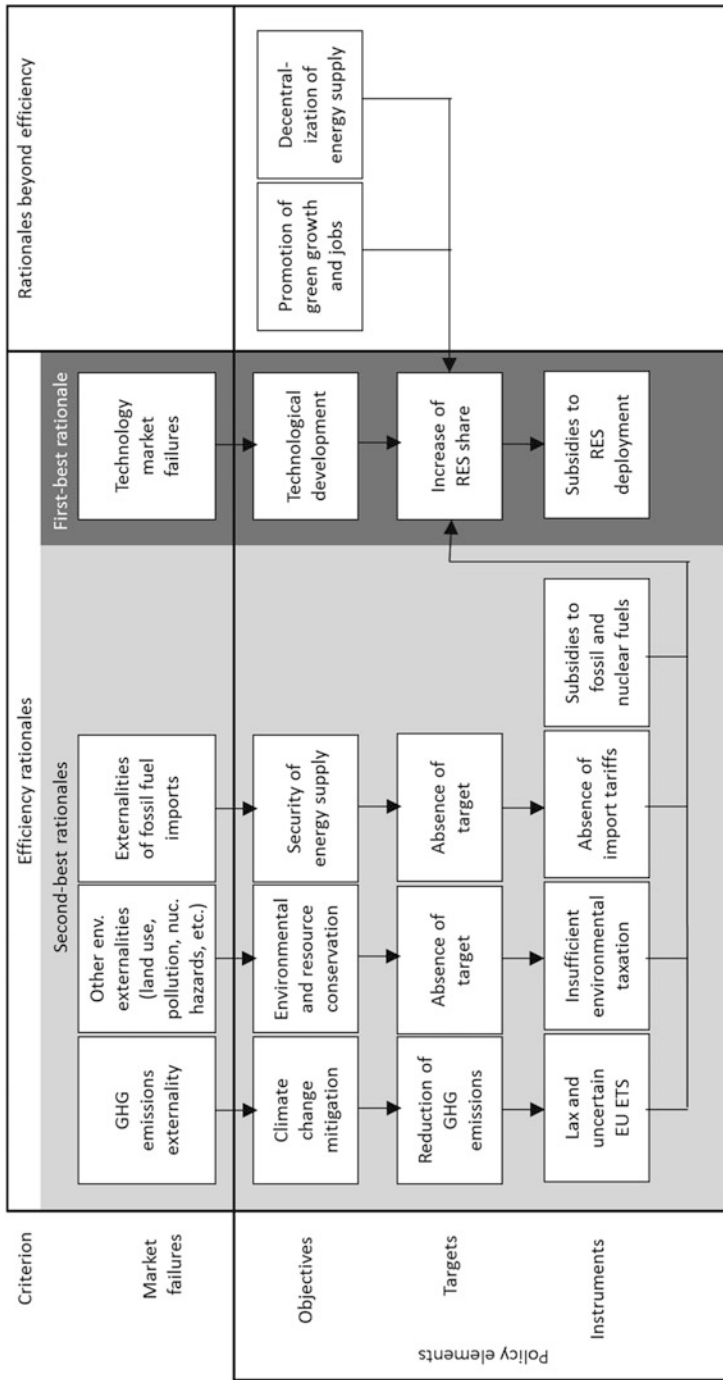 Criterion
Efficiency rationales
Rationales beyond efficiency
Second-best rationales
First-best rationale
Market
failures
GHG
emissions
externality
Other env.
externalities
(land use,
pollution, nuc.
hazards, etc.)
Externalities
of fossil fuel
imports
Technology
market
failures
Policy elements
Objectives
Climate
change
mitigation
Environmental
and resource
conservation
Security of
energy supply
Technological
development
Promotion of
green growth
and jobs
Decentral-
ization of
energy supply
Targets
Reduction of
GHG
emissions
Absence of
target
Absence of
target
Increase of
RES share
Instruments
Lax and
uncertain
EU ETS
Insufficient
environmental
taxation
Absence of
import tariffs
Subsidies to
fossil and
nuclear fuels
Subsidies to
RES
deployment